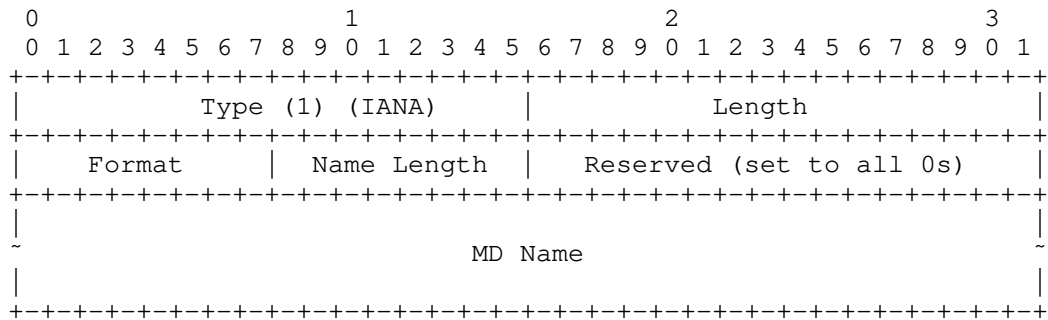 0                   1                   2                   3
 0 1 2 3 4 5 6 7 8 9 0 1 2 3 4 5 6 7 8 9 0 1 2 3 4 5 6 7 8 9 0 1
+-+-+-+-+-+-+-+-+-+-+-+-+-+-+-+-+-+-+-+-+-+-+-+-+-+-+-+-+-+-+-+-+
|           Type (1) (IANA)     |           Length              |
+-+-+-+-+-+-+-+-+-+-+-+-+-+-+-+-+-+-+-+-+-+-+-+-+-+-+-+-+-+-+-+-+
|    Format     |  Name Length  |   Reserved (set to all 0s)    |
+-+-+-+-+-+-+-+-+-+-+-+-+-+-+-+-+-+-+-+-+-+-+-+-+-+-+-+-+-+-+-+-+
|                                                               |
~                            MD Name                            ~
|                                                               |
+-+-+-+-+-+-+-+-+-+-+-+-+-+-+-+-+-+-+-+-+-+-+-+-+-+-+-+-+-+-+-+-+